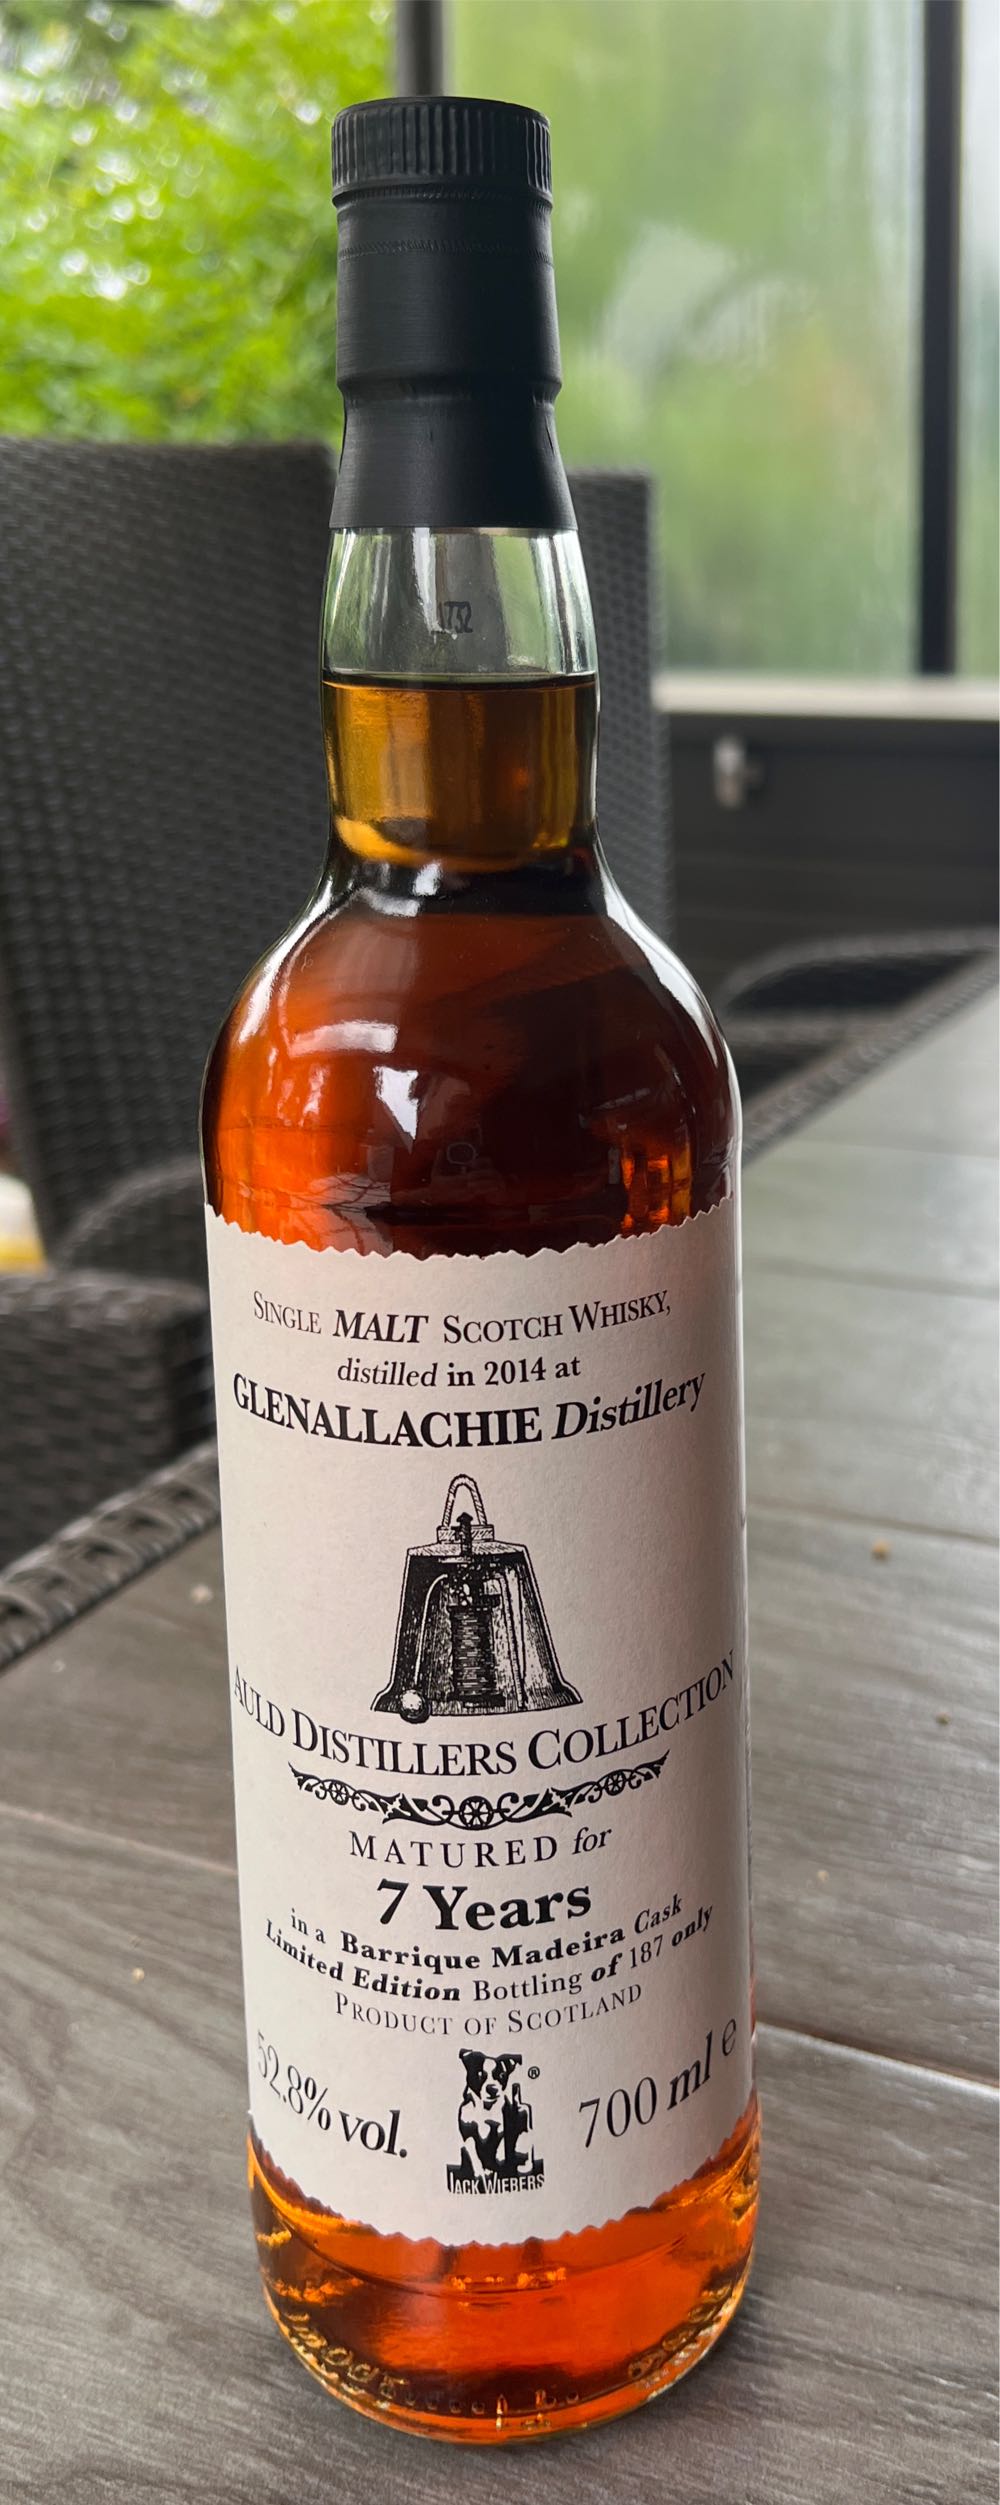 SINGLE MALT SCOTCH WHISKY,
distilled in 2014 at
GLENALLACHIE Distillery
AULD DISTILLERS COLLECTION
MATURED for
7 Years
in a Barrique Madeira Cask
Limited Edition Bottling of 187 only
PRODUCT OF SCOTLAND
52.8% vol.
®
JACK WIEBERS
700 ml e